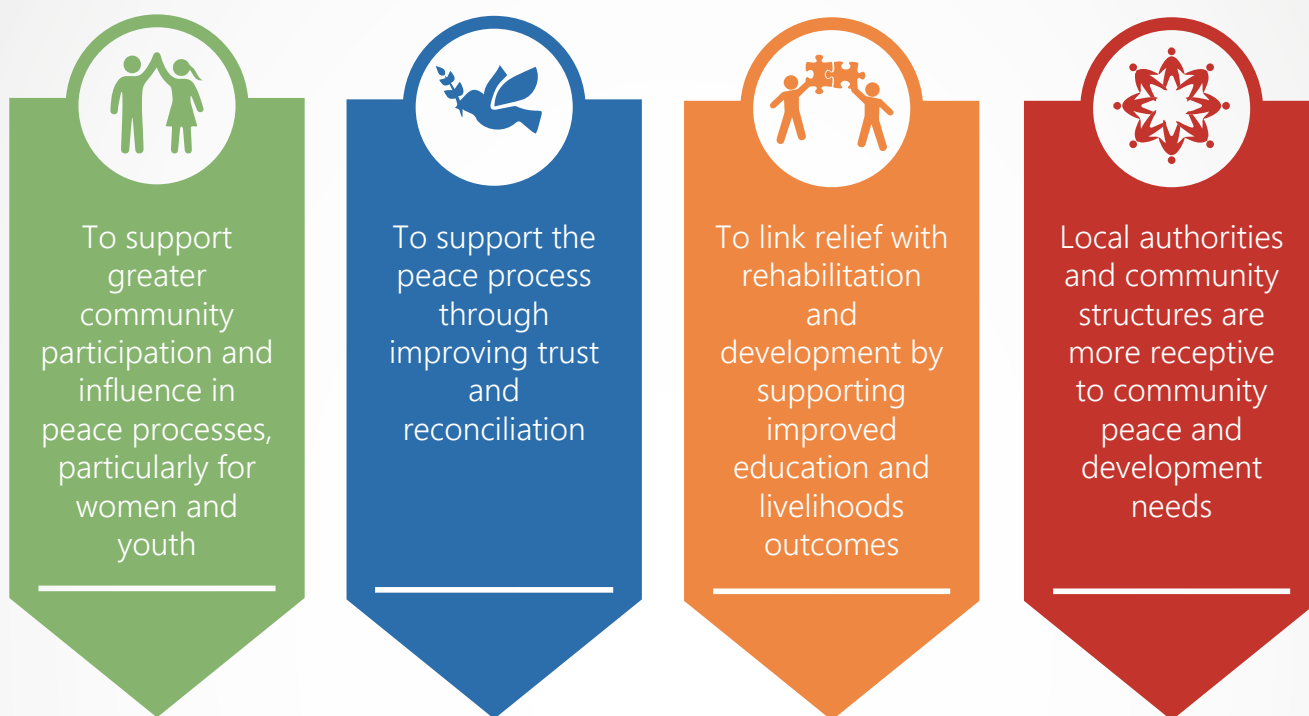 To support
greater
community
participation and
influence in
peace processes,
particularly for
women and
youth
To support the
peace process
through
improving trust
and
reconciliation
To link relief with
rehabilitation
and
development by
supporting
improved
education and
livelihoods
outcomes
Local authorities
and community
structures are
more receptive
to community
peace and
development
needs